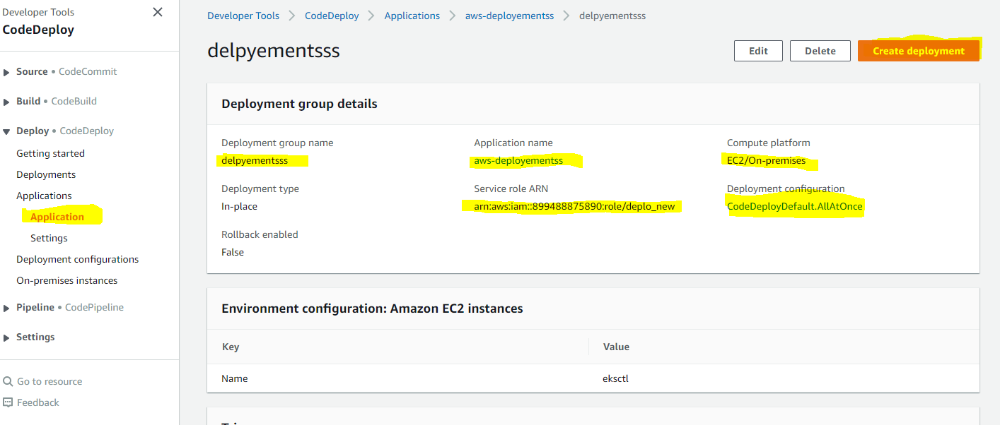 Developer Tools
CodeDeploy
Source • CodeCommit
Build • CodeBuild
Deploy • CodeDeploy
Getting started
Deployments
Applications
Application
Settings
Deployment configurations
On-premises instances
Pipeline • CodePipeline
Settings
Go to resource
Feedback
Developer Tools > CodeDeploy > Applications > aws-deployementss > delpyementsss
delpyementsss
Edit Delete Create deployment
Deployment group details
Deployment group name Application name Compute platform
delpyementsss aws-deployementss EC2/On-premises
Deployment type Service role ARN Deployment configuration
In-place arn:aws:iam::899488875890:role/deplo_new CodeDeployDefault.AllAtOnce
Rollback enabled
False
Environment configuration: Amazon EC2 instances
Key Value
Name eksctl